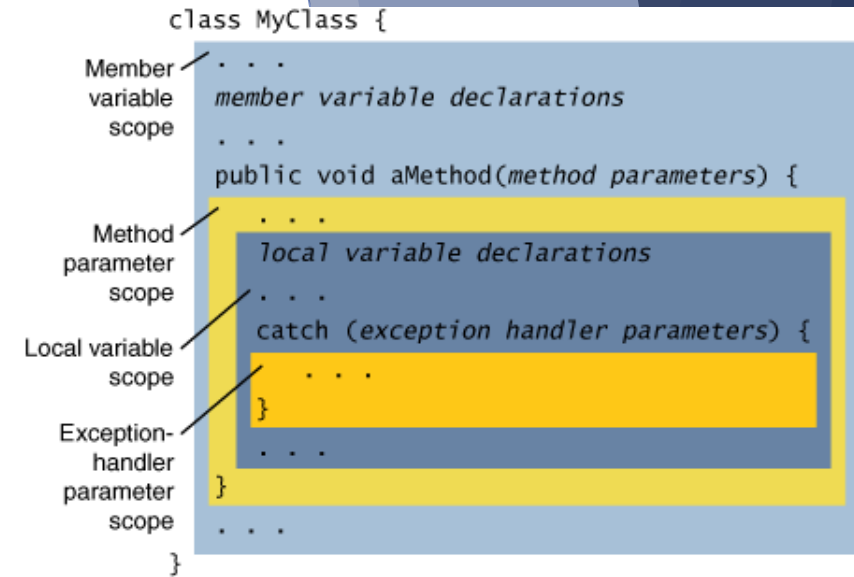 class MyClass {
Member variable scope
. . .
member variable declarations
. . .
public void aMethod(method parameters) {
Method parameter scope
. . .
local variable declarations
. . .
Local variable scope
catch (exception handler parameters) {
. . .
}
Exception-handler parameter scope
. . .
}
. . .
}